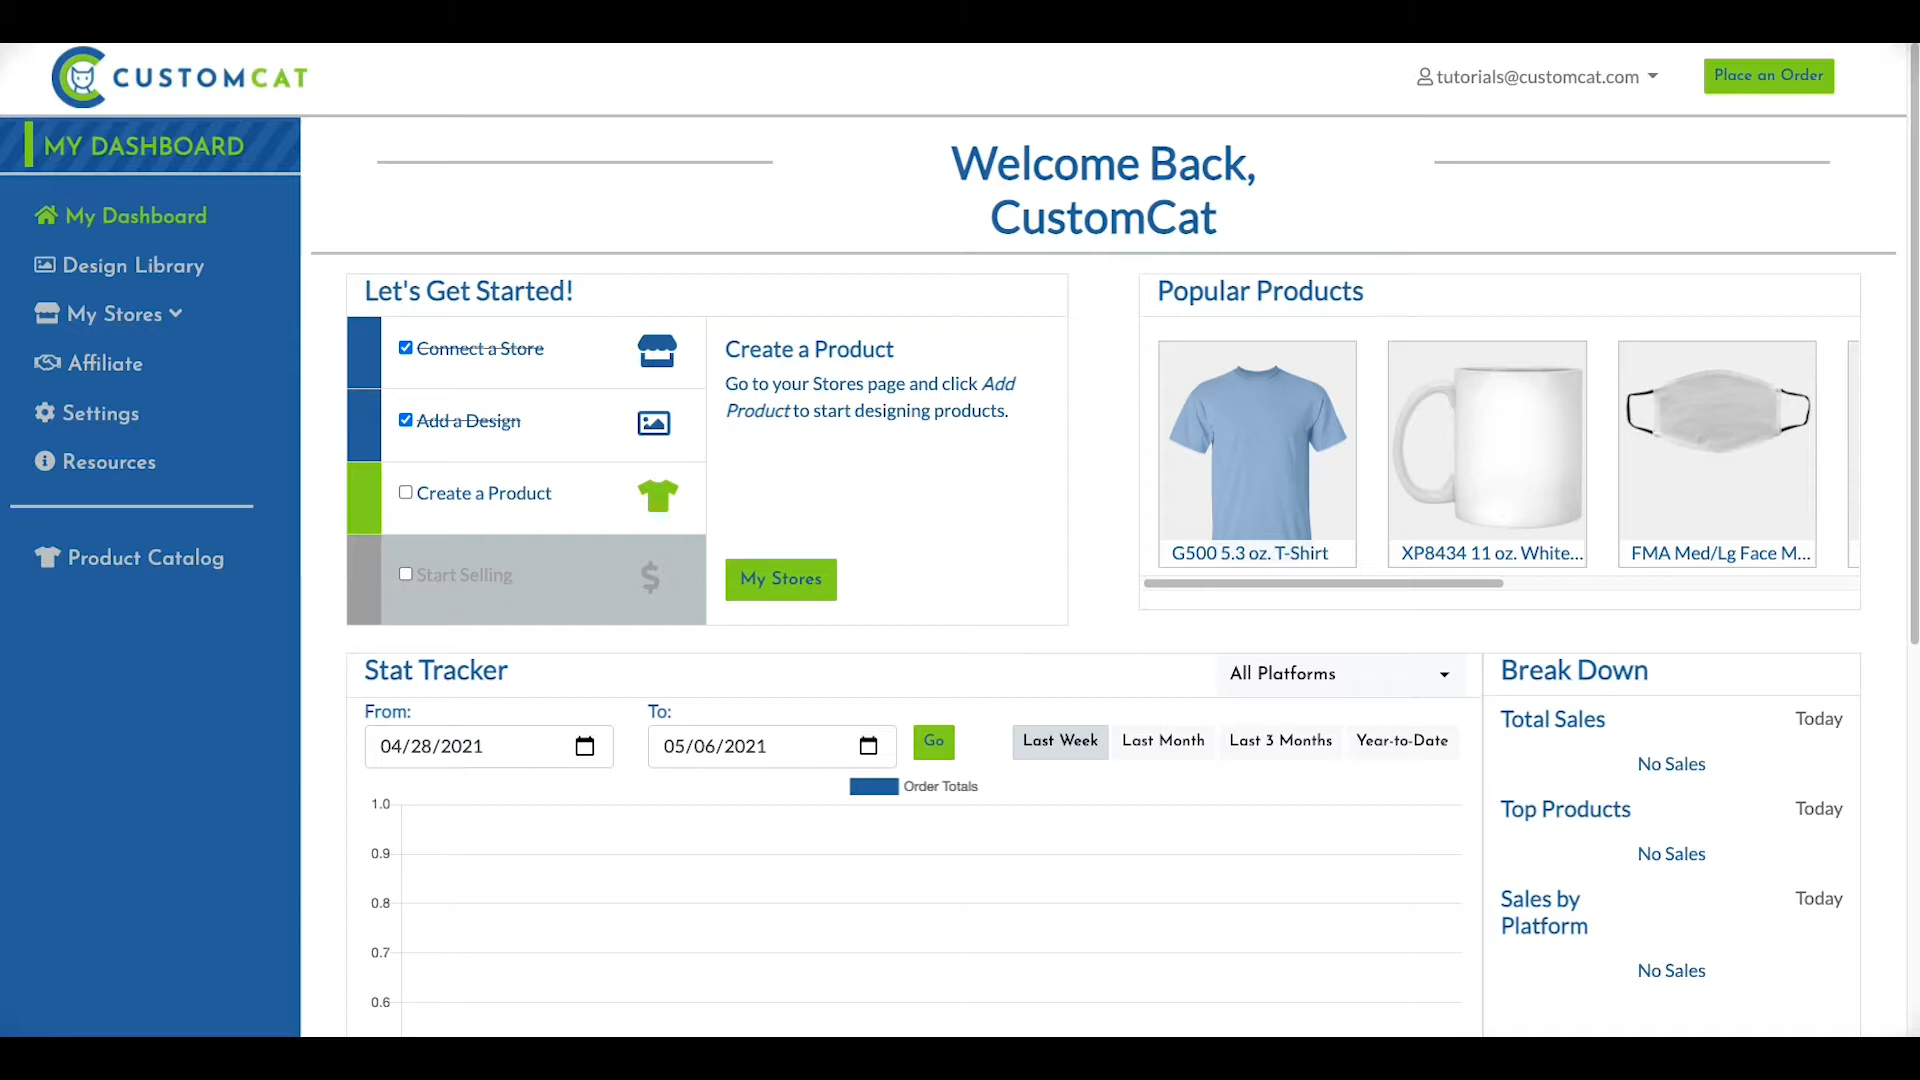 CUSTOMCAT
tutorials@customcat.com
Place an Order
MY DASHBOARD
My Dashboard
Design Library
My Stores
Affiliate
Settings
Resources
Product Catalog
Welcome Back,
CustomCat
Let's Get Started!
Connect a Store
Add a Design
Create a Product
Start Selling
Create a Product
Go to your Stores page and click Add
Product to start designing products.
My Stores
Popular Products
G500 5.3 oz. T-Shirt
XP8434 11 oz. White...
FMA Med/Lg Face M...
Stat Tracker
All Platforms
From:
To:
04/28/2021
05/06/2021
Go
Last Week
Last Month
Last 3 Months
Year-to-Date
Order Totals
1.0
0.9
0.8
0.7
0.6
Break Down
Total Sales
Today
No Sales
Top Products
Today
No Sales
Sales by
Platform
Today
No Sales